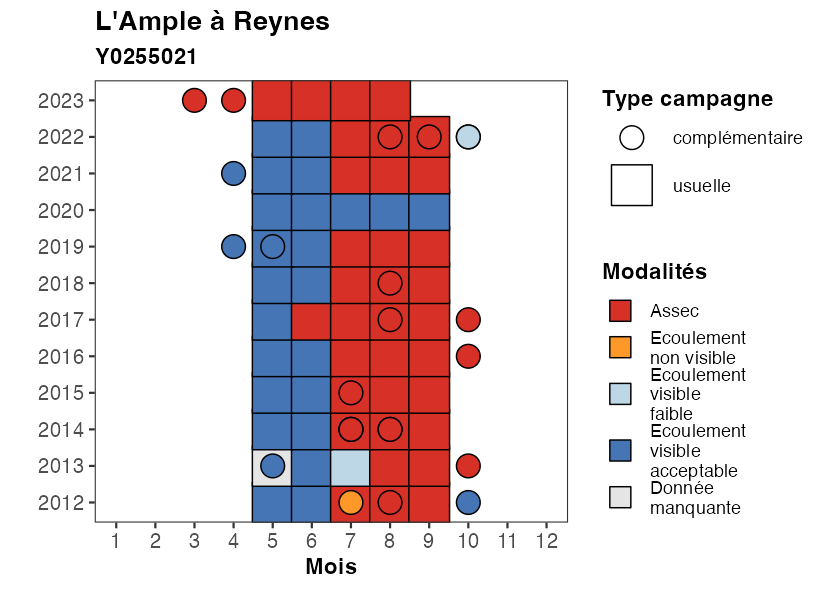 L'Ample à Reynes
Y0255021
2023
2022
2021
2020
2019
2018
2017
2016
2015
2014
2013
2012
1 2 3 4 5 6 7 8 9 10 11 12
Mois
Type campagne
complémentaire
usuelle
Modalités
Assec
Ecoulement
non visible
Ecoulement
visible
faible
Ecoulement
visible
acceptable
Donnée
manquante